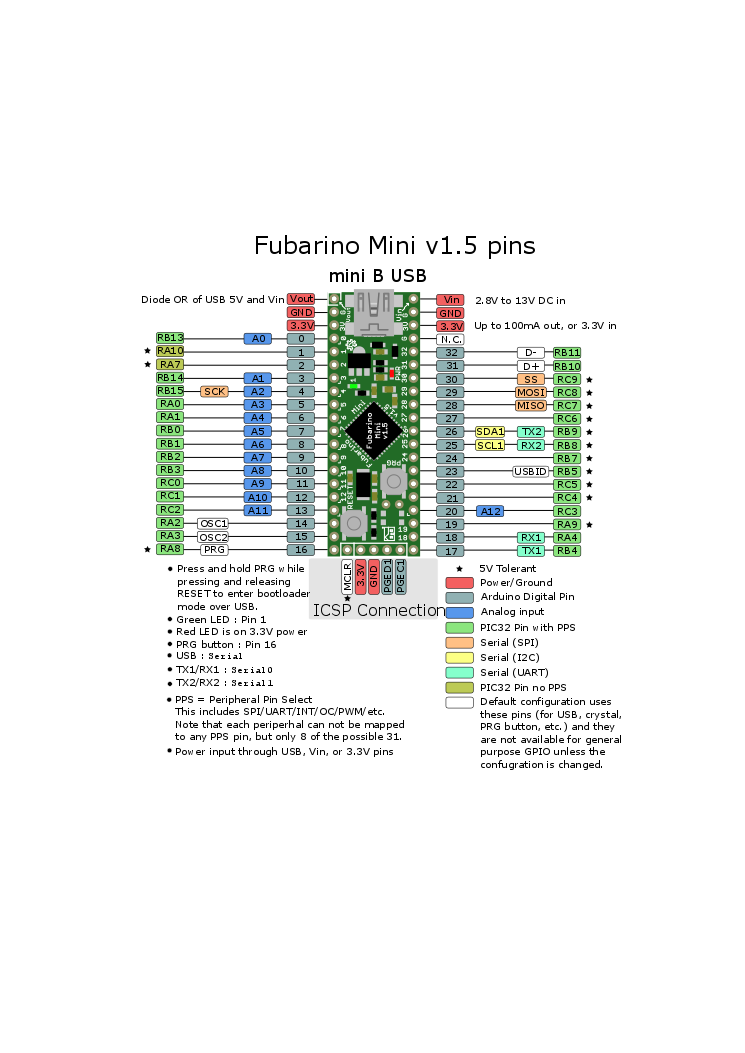 Fubarino Mini v1.5 pins
mini B USB
Diode OR of USB 5V and Vin Vout Vin 2.8V to 13V DC in
GND GND
3.3V 3.3V Up to 100mA out, or 3.3V in
RB13 A0 0 N.C.
★ RA10 1 32 D- RB11
★ RA7 2 31 D+ RB10
RB14 A1 3 30 SS RC9 ★
RB15 SCK A2 4 29 MOSI RC8 ★
RA0 A3 5 28 MISO RC7 ★
RA1 A4 6 27 RC6 ★
RB0 A5 7 26 SDA1 TX2 RB9 ★
RB1 A6 8 25 SCL1 RX2 RB8 ★
RB2 A7 9 24 RB7 ★
RB3 A8 10 23 USBID RB5 ★
RC0 A9 11 22 RC5 ★
RC1 A10 12 21 RC4 ★
RC2 A11 13 20 A12 RC3
RA2 OSC1 14 19 RA9 ★
RA3 OSC2 15 18 RX1 RA4
★ RA8 PRG 16 17 TX1 RB4
Fubarino
Mini
v1.5
PWR
PRG
RESET
MCLR 3.3V GND PGED1 PGEC1
★
ICSP Connection
• Press and hold PRG while
pressing and releasing
RESET to enter bootloader
mode over USB.
• Green LED : Pin 1
• Red LED is on 3.3V power
• PRG button : Pin 16
• USB : Serial
• TX1/RX1 : Serial0
• TX2/RX2 : Serial1
• PPS = Peripheral Pin Select
This includes SPI/UART/INT/OC/PWM/etc.
Note that each periperhal can not be mapped
to any PPS pin, but only 8 of the possible 31.
• Power input through USB, Vin, or 3.3V pins
★ 5V Tolerant
Power/Ground
Arduino Digital Pin
Analog input
PIC32 Pin with PPS
Serial (SPI)
Serial (I2C)
Serial (UART)
PIC32 Pin no PPS
Default configuration uses
these pins (for USB, crystal,
PRG button, etc.) and they
are not available for general
purpose GPIO unless the
confugration is changed.